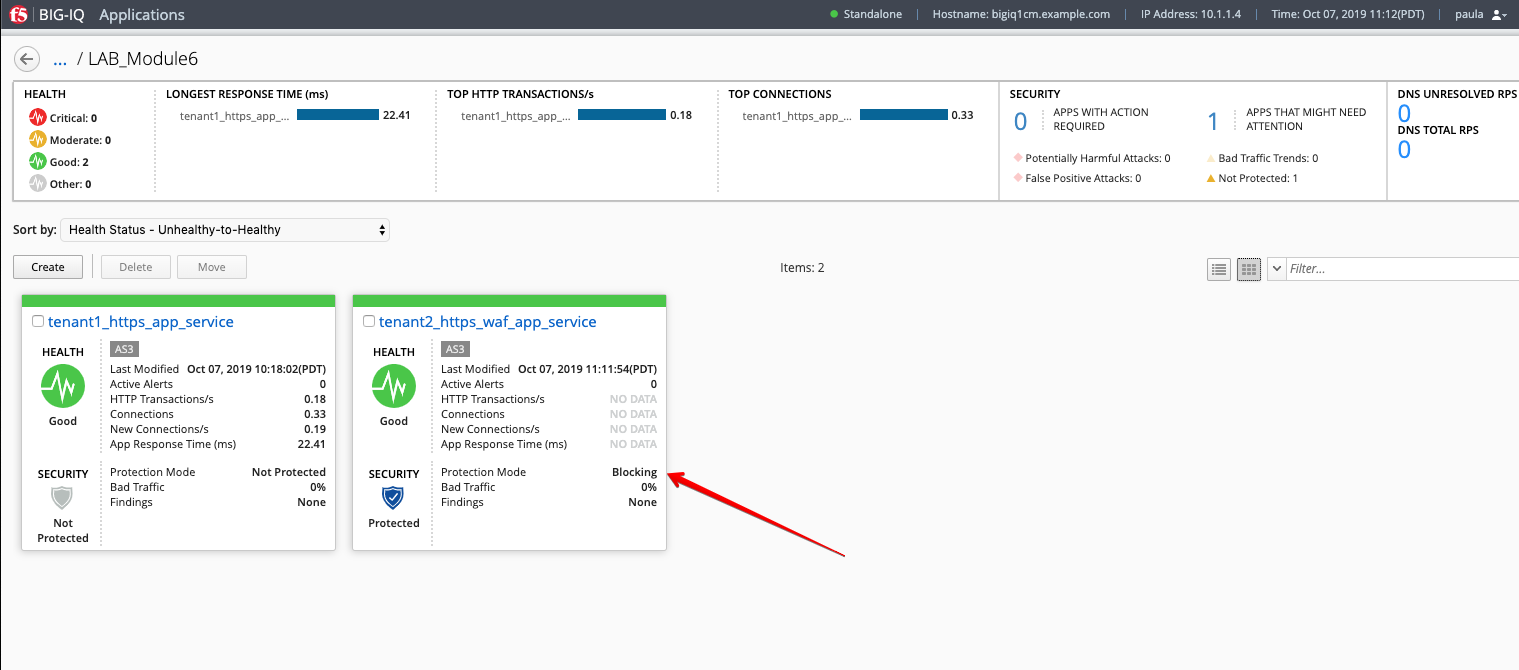 f5 BIG-IQ Applications Standalone Hostname: bigiq1cm.example.com IP Address: 10.1.1.4 Time: Oct 07, 2019 11:12(PDT) paula
... / LAB_Module6
HEALTH
Critical: 0
Moderate: 0
Good: 2
Other: 0
LONGEST RESPONSE TIME (ms)
tenant1_https_app_... 22.41
TOP HTTP TRANSACTIONS/s
tenant1_https_app_... 0.18
TOP CONNECTIONS
tenant1_https_app_... 0.33
SECURITY
0 APPS WITH ACTION
REQUIRED
Potentially Harmful Attacks: 0
False Positive Attacks: 0
1 APPS THAT MIGHT NEED
ATTENTION
Bad Traffic Trends: 0
Not Protected: 1
DNS UNRESOLVED RPS
0
DNS TOTAL RPS
0
Sort by: Health Status - Unhealthy-to-Healthy
Create Delete Move Items: 2 Filter...
tenant1_https_app_service
HEALTH
Good
AS3
Last Modified Oct 07, 2019 10:18:02(PDT)
Active Alerts 0
HTTP Transactions/s 0.18
Connections 0.33
New Connections/s 0.19
App Response Time (ms) 22.41
SECURITY
Not
Protected
Protection Mode Not Protected
Bad Traffic 0%
Findings None
tenant2_https_waf_app_service
HEALTH
Good
AS3
Last Modified Oct 07, 2019 11:11:54(PDT)
Active Alerts 0
HTTP Transactions/s NO DATA
Connections NO DATA
New Connections/s NO DATA
App Response Time (ms) NO DATA
SECURITY
Protected
Protection Mode Blocking
Bad Traffic 0%
Findings None